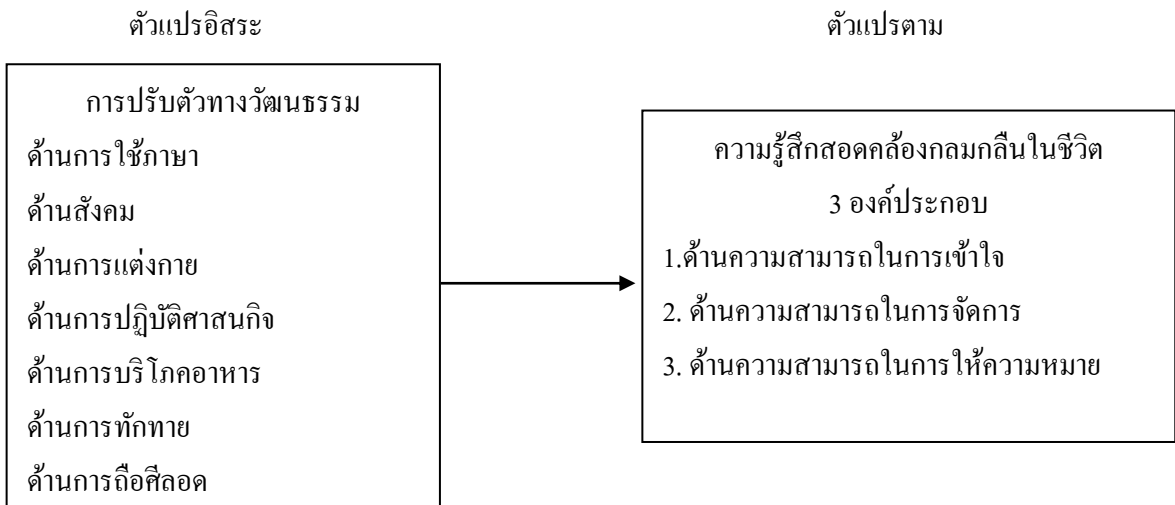 ตัวแปรอิสระ
ตัวแปรตาม
การปรับตัวทางวัฒนธรรม
ด้านการใช้ภาษา
ด้านสังคม
ด้านการแต่งกาย
ด้านการปฏิบัติศาสนกิจ
ด้านการบริโภคอาหาร
ด้านการทักทาย
ด้านการถือศีลอด
ความรู้สึกสอดคล้องกลมกลืนในชีวิต
3 องค์ประกอบ
1.ด้านความสามารถในการเข้าใจ
2. ด้านความสามารถในการจัดการ
3. ด้านความสามารถในการให้ความหมาย